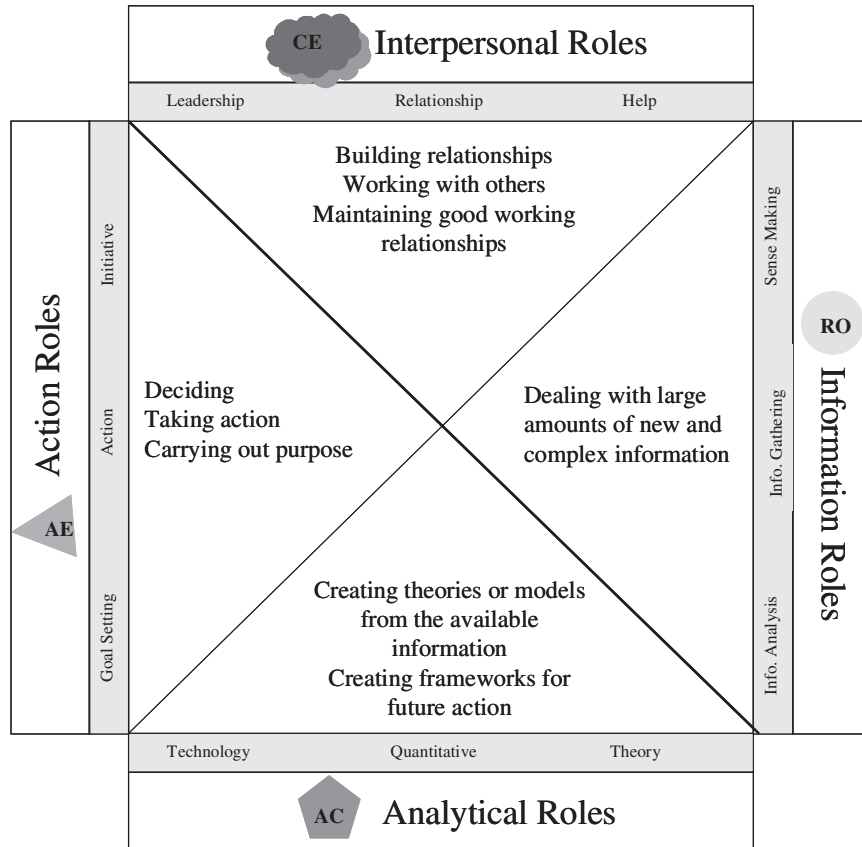 CE Interpersonal Roles
Leadership Relationship Help
Building relationships
Working with others
Maintaining good working
relationships
Action Roles
AE
Initiative
Action
Goal Setting
Deciding
Taking action
Carrying out purpose
Dealing with large
amounts of new and
complex information
Sense Making
Info. Gathering
Info. Analysis
RO
Information Roles
Creating theories or models
from the available
information
Creating frameworks for
future action
Technology Quantitative Theory
AC Analytical Roles